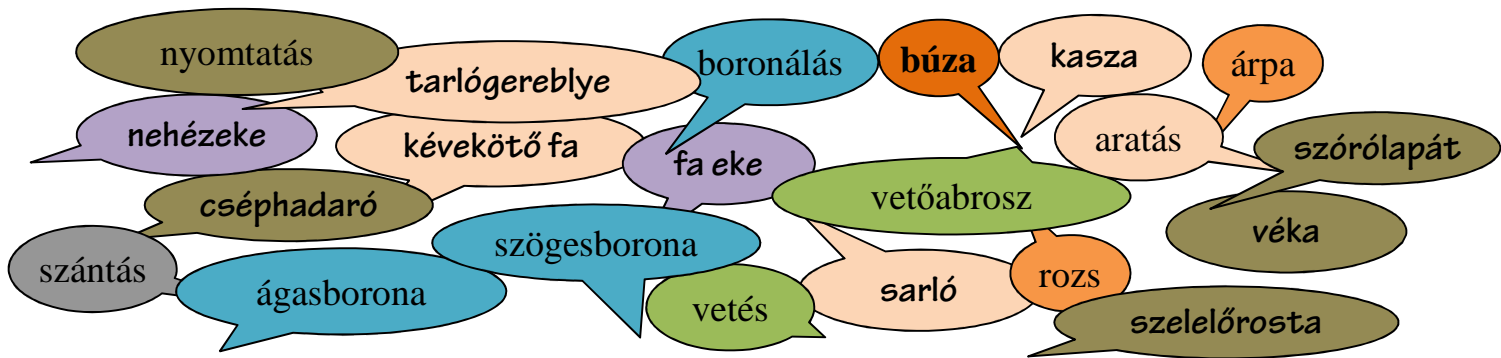 nyomtatás
tarlógereblye
boronálás
búza
kasza
árpa
nehézeke
kévekötő fa
fa eke
aratás
szórólapát
cséphadaró
vetőabrosz
véka
szántás
ágasborona
szögesborona
vetés
sarló
rozs
szelelőrosta